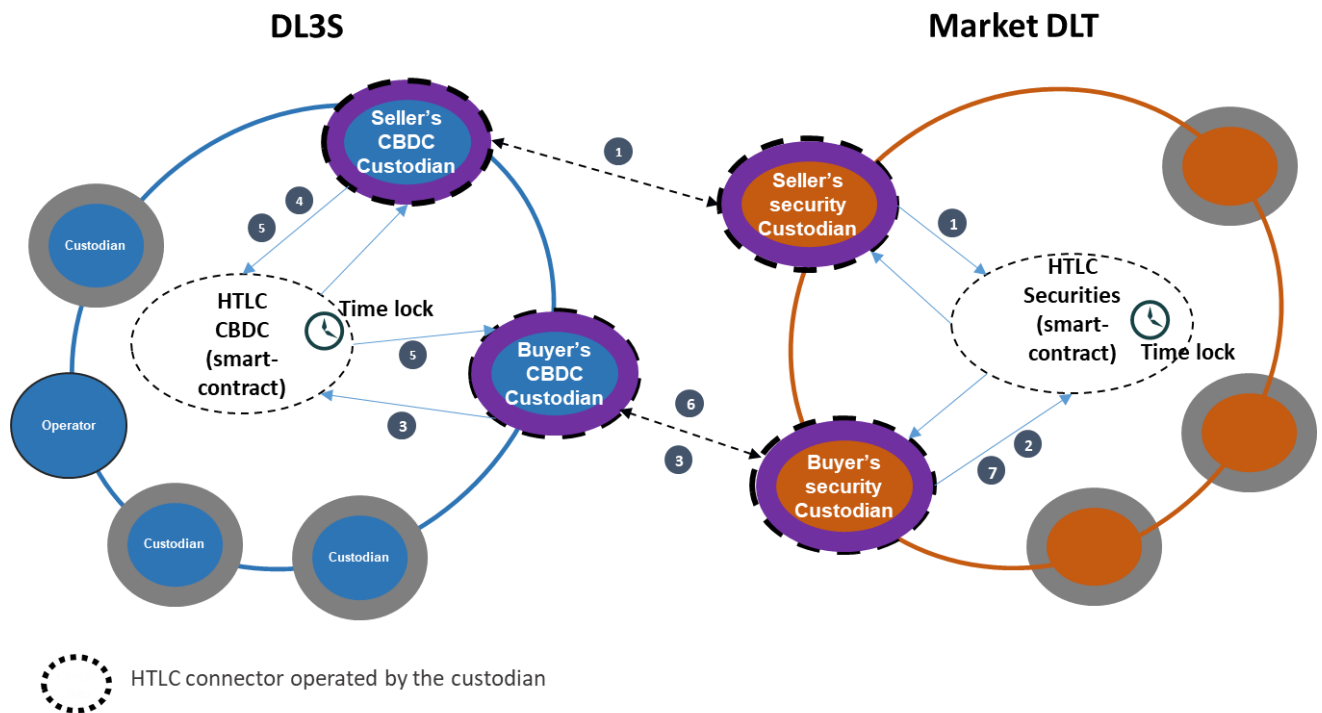 DL3S
Market DLT
Seller's
CBDC
Custodian
1
Seller's
security
Custodian
1
4
5
Custodian
HTLC
CBDC
(smart-
contract)
Time lock
HTLC
Securities
(smart-
contract)
Time lock
5
Buyer's
CBDC
Custodian
Operator
3
6
3
Buyer's
security
Custodian
2
7
Custodian
Custodian
HTLC connector operated by the custodian